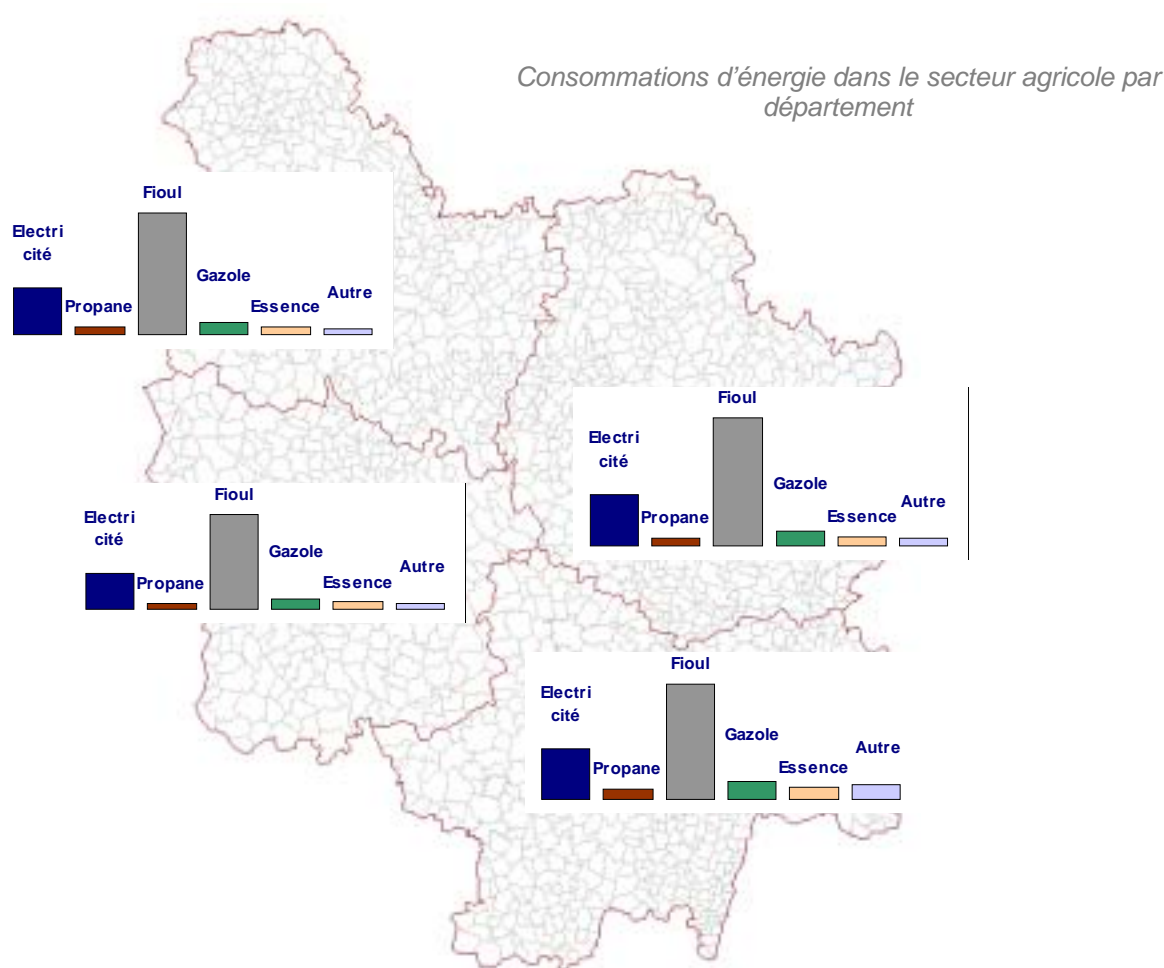 Consommations d'énergie dans le secteur agricole par
département
Fioul
Electri
cité
Gazole
Propane
Essence
Autre
Fioul
Electri
cité
Gazole
Propane
Essence
Autre
Fioul
Electri
cité
Gazole
Propane
Essence
Autre
Fioul
Electri
cité
Gazole
Propane
Essence
Autre